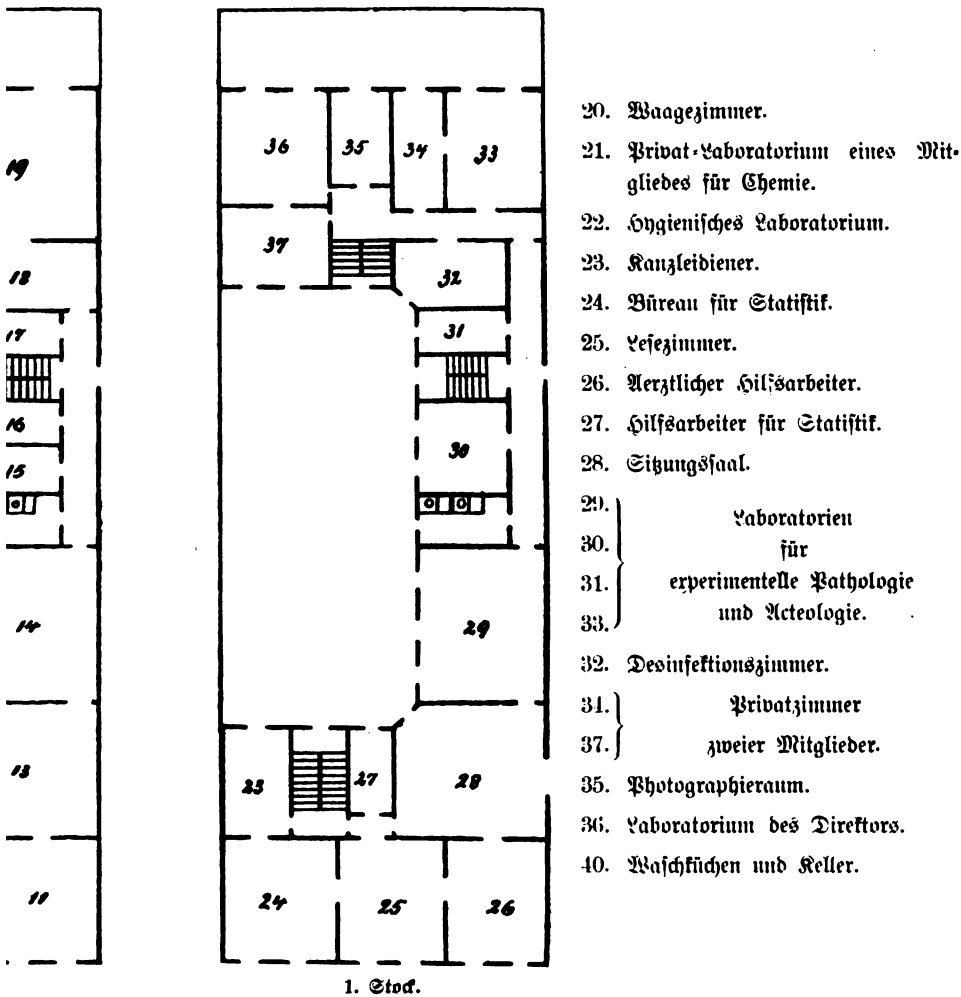 19
18
17
16
15
14
13
11
36
35
34
33
37
32
31
30
29
23
27
28
24
25
26
1. Stock.
20. Waagezimmer.
21. Privat-Laboratorium eines Mit-
gliedes für Chemie.
22. Hygienisches Laboratorium.
23. Kanzleidiener.
24. Büreau für Statistik.
25. Lesezimmer.
26. Aerztlicher Hilfsarbeiter.
27. Hilfsarbeiter für Statistik.
28. Sitzungssaal.
29.
30.
31.
33.
Laboratorien
für
experimentelle Pathologie
und Acteologie.
32. Desinfektionszimmer.
34.
37.
Privatzimmer
zweier Mitglieder.
35. Photographieraum.
36. Laboratorium des Direktors.
40. Waschküchen und Keller.